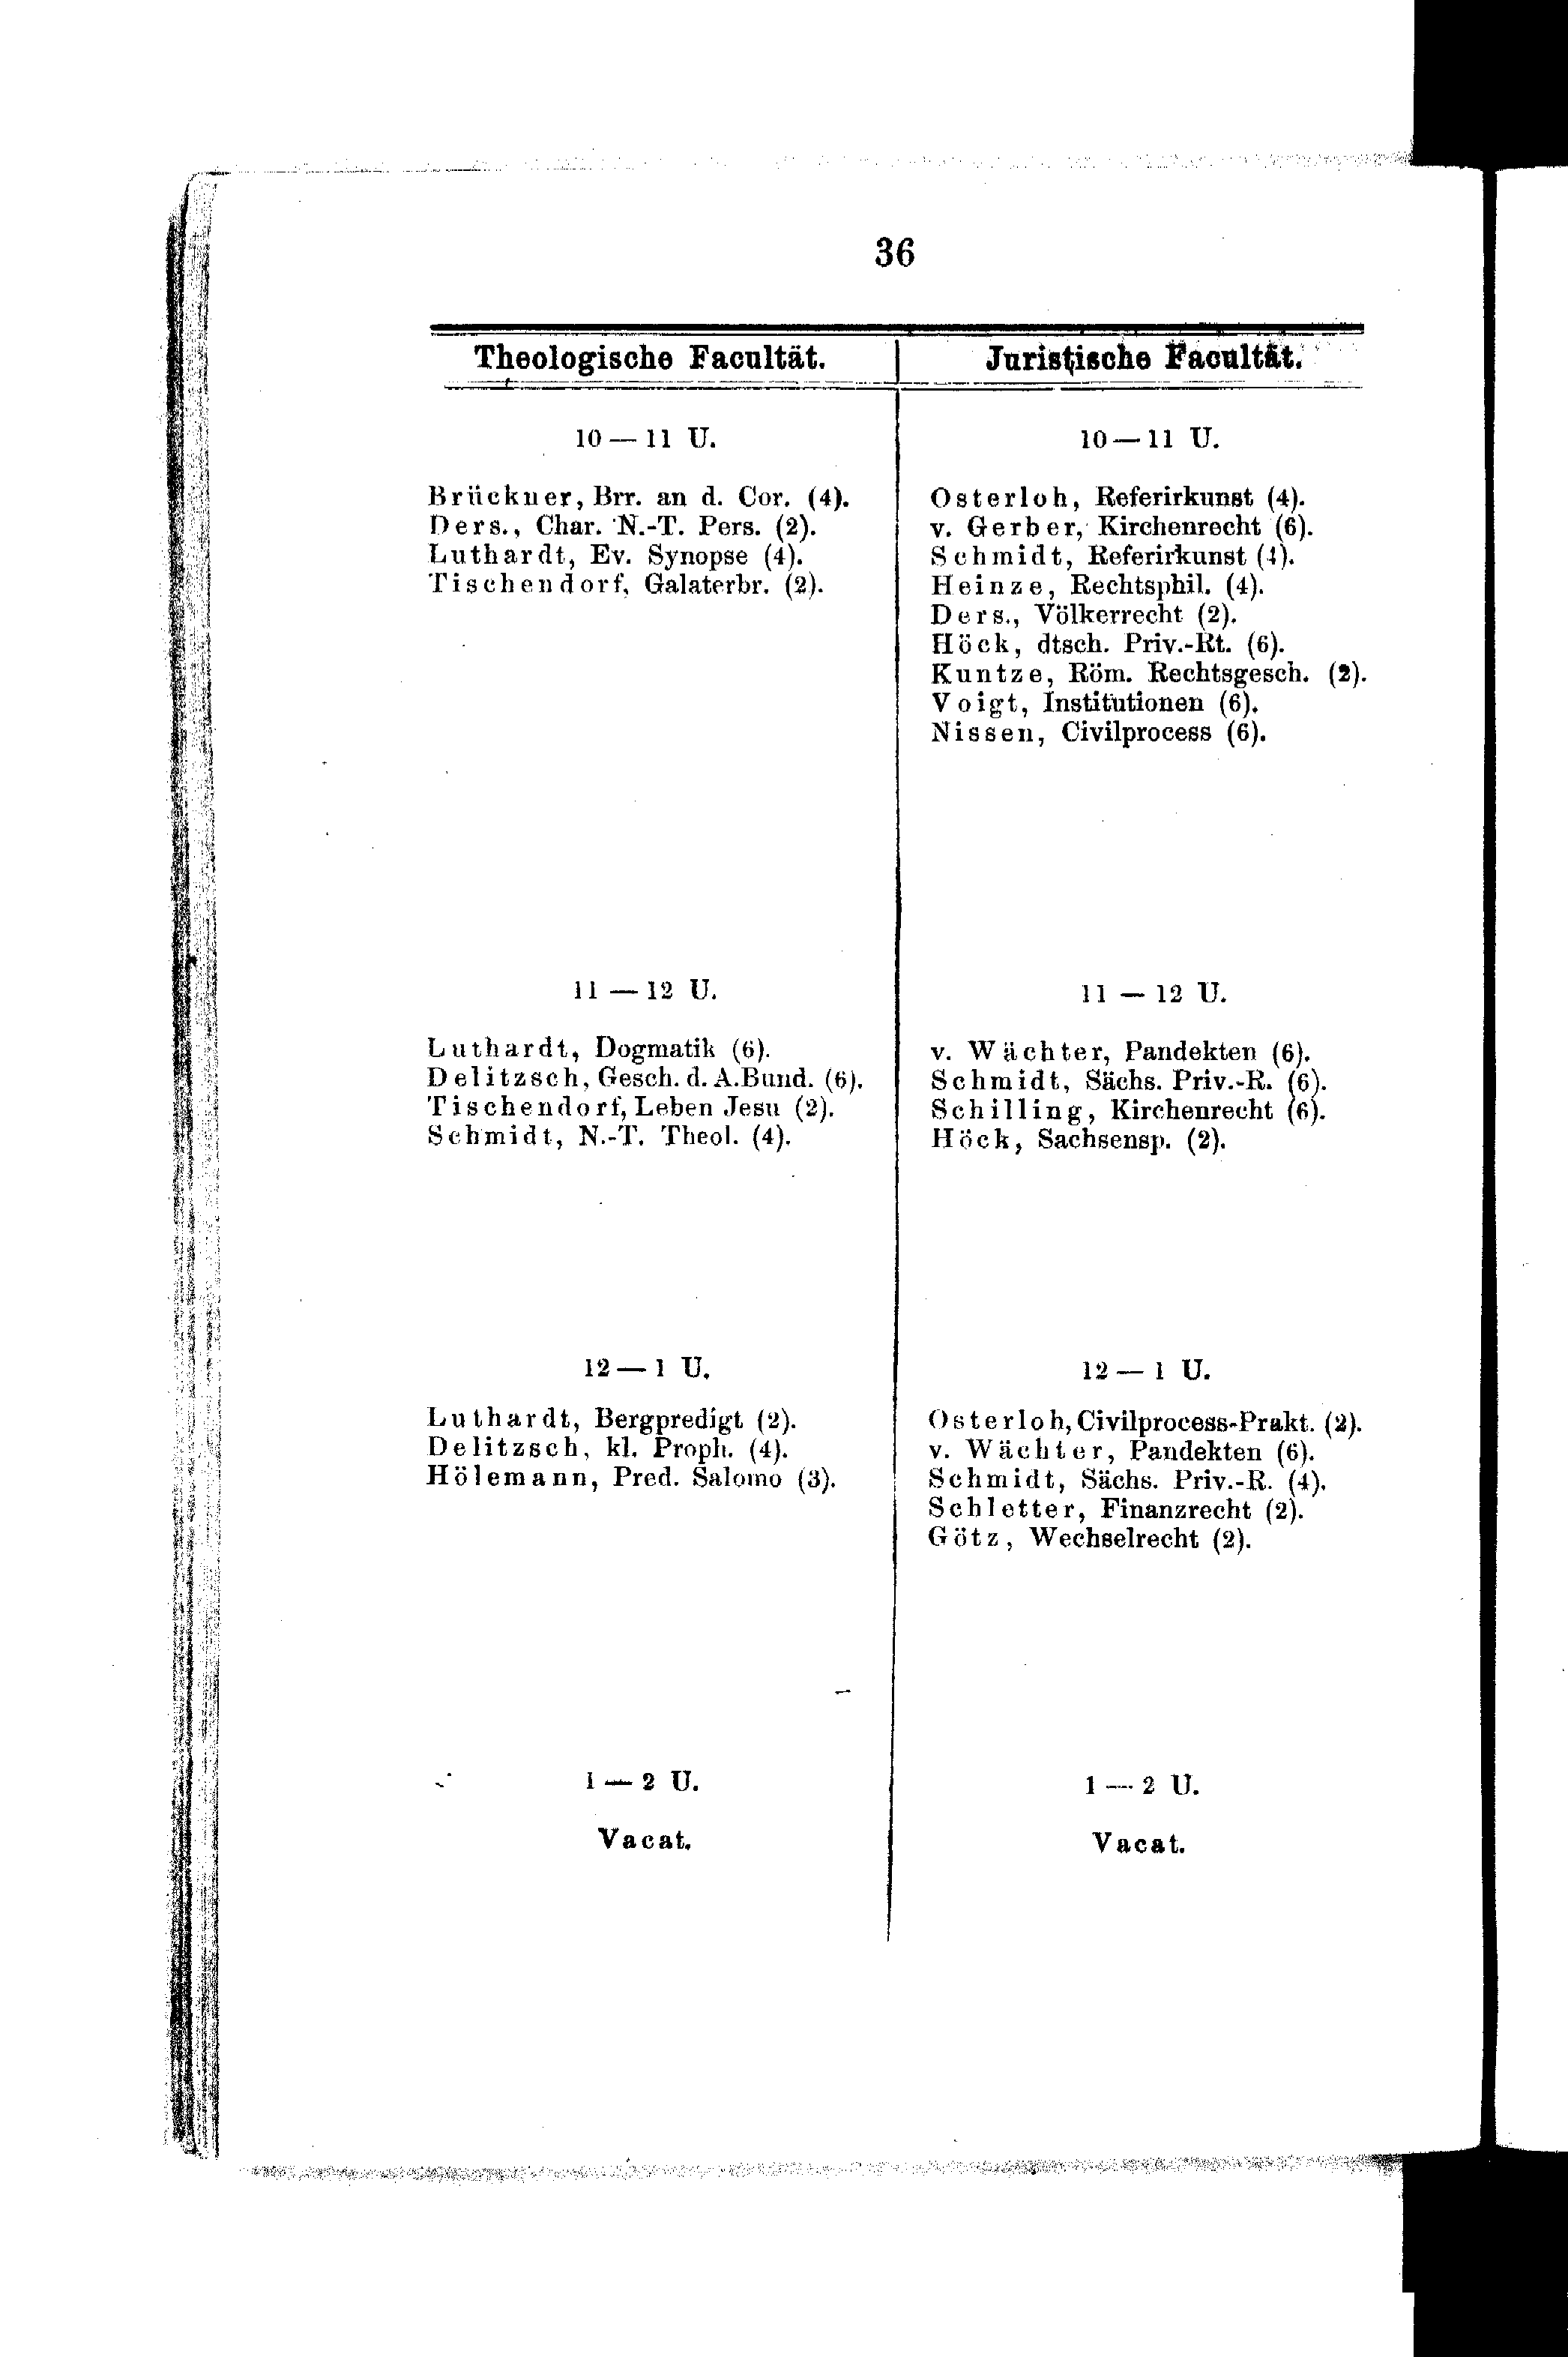 36
Theologische Facultät.
10 — 11 U.
Brückner, Brr. an d. Cor. (4).
Ders., Char. N.-T. Pers. (2).
Luthardt, Ev. Synopse (4).
Tischendorf, Galaterbr. (2).
11 — 12 U.
Luthardt, Dogmatik (6).
Delitzsch, Gesch. d. A. Bund. (6).
Tischendorf, Leben Jesu (2).
Schmidt, N.-T. Theol. (4).
12 — 1 U.
Luthardt, Bergpredigt (2).
Delitzsch, kl. Proph. (4).
Hölemann, Pred. Salomo (3).
1 — 2 U.
Vacat.
Juristische Facultät.
10 — 11 U.
Osterloh, Referirkunst (4).
v. Gerber, Kirchenrecht (6).
Schmidt, Referirkunst (4).
Heinze, Rechtsphil. (4).
Ders., Völkerrecht (2).
Höck, dtsch. Priv.-Rt. (6).
Kuntze, Röm. Rechtsgesch. (2).
Voigt, Institutionen (6).
Nissen, Civilprocess (6).
11 — 12 U.
v. Wächter, Pandekten (6).
Schmidt, Sächs. Priv.-R. (6).
Schilling, Kirchenrecht (6).
Höck, Sachsensp. (2).
12 — 1 U.
Osterloh, Civilprocess-Prakt. (2).
v. Wächter, Pandekten (6).
Schmidt, Sächs. Priv.-R. (4).
Schletter, Finanzrecht (2).
Götz, Wechselrecht (2).
1 — 2 U.
Vacat.